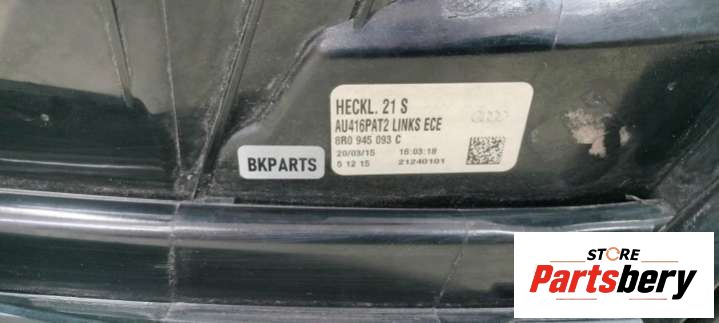 HECKL. 21 S
AU416PAT2 LINKS ECE
8R0 945 093 C
20/03/15 16:03:18
5 12 15 21240101
BKPARTS
STORE
Partsbery